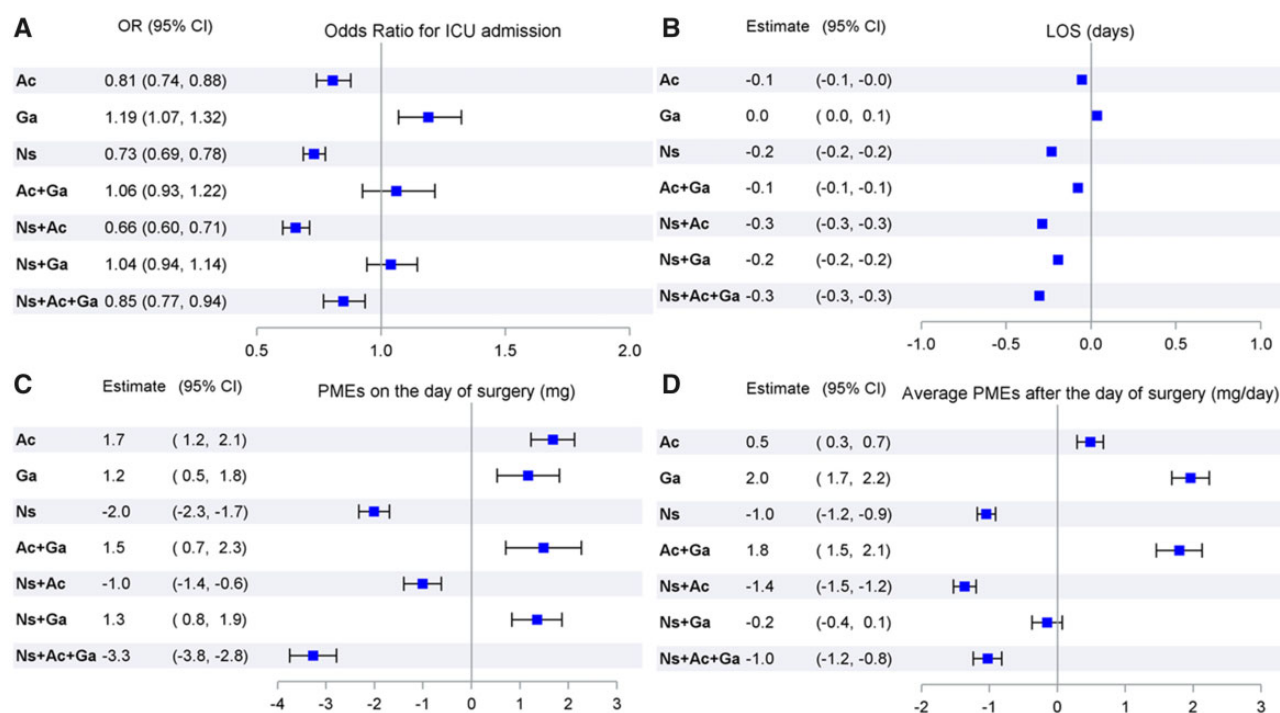 A
OR (95% CI)
Odds Ratio for ICU admission
Ac 0.81 (0.74, 0.88)
Ga 1.19 (1.07, 1.32)
Ns 0.73 (0.69, 0.78)
Ac+Ga 1.06 (0.93, 1.22)
Ns+Ac 0.66 (0.60, 0.71)
Ns+Ga 1.04 (0.94, 1.14)
Ns+Ac+Ga 0.85 (0.77, 0.94)
0.5 1.0 1.5 2.0
B
Estimate (95% CI)
LOS (days)
Ac -0.1 (-0.1, -0.0)
Ga 0.0 ( 0.0, 0.1)
Ns -0.2 (-0.2, -0.2)
Ac+Ga -0.1 (-0.1, -0.1)
Ns+Ac -0.3 (-0.3, -0.3)
Ns+Ga -0.2 (-0.2, -0.2)
Ns+Ac+Ga -0.3 (-0.3, -0.3)
-1.0 -0.5 0.0 0.5 1.0
C
Estimate (95% CI)
PMEs on the day of surgery (mg)
Ac 1.7 ( 1.2, 2.1)
Ga 1.2 ( 0.5, 1.8)
Ns -2.0 (-2.3, -1.7)
Ac+Ga 1.5 ( 0.7, 2.3)
Ns+Ac -1.0 (-1.4, -0.6)
Ns+Ga 1.3 ( 0.8, 1.9)
Ns+Ac+Ga -3.3 (-3.8, -2.8)
-4 -3 -2 -1 0 1 2 3
D
Estimate (95% CI)
Average PMEs after the day of surgery (mg/day)
Ac 0.5 ( 0.3, 0.7)
Ga 2.0 ( 1.7, 2.2)
Ns -1.0 (-1.2, -0.9)
Ac+Ga 1.8 ( 1.5, 2.1)
Ns+Ac -1.4 (-1.5, -1.2)
Ns+Ga -0.2 (-0.4, 0.1)
Ns+Ac+Ga -1.0 (-1.2, -0.8)
-2 -1 0 1 2 3